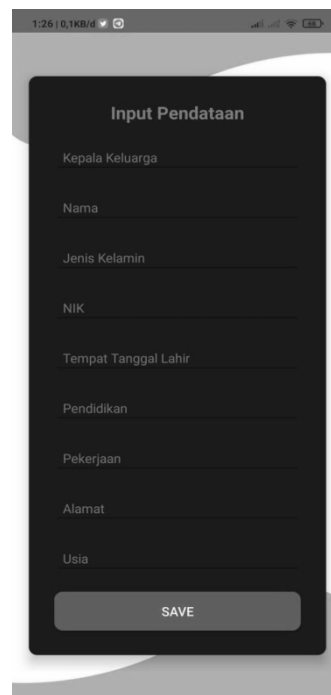 1:26 | 0,1KB/d
Input Pendataan
Kepala Keluarga
Nama
Jenis Kelamin
NIK
Tempat Tanggal Lahir
Pendidikan
Pekerjaan
Alamat
Usia
SAVE